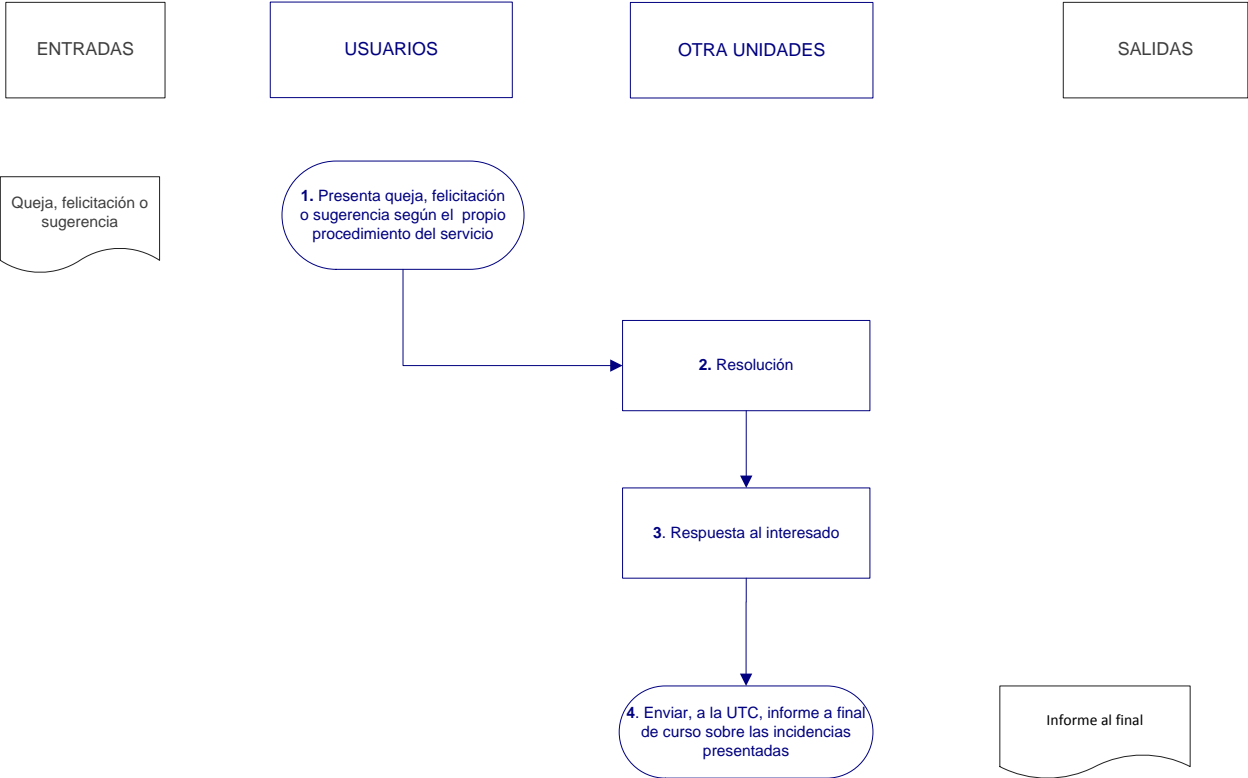 ENTRADAS
USUARIOS
OTRA UNIDADES
SALIDAS
Queja, felicitación o
sugerencia
1. Presenta queja, felicitación
o sugerencia según el propio
procedimiento del servicio
2. Resolución
3. Respuesta al interesado
4. Enviar, a la UTC, informe a final
de curso sobre las incidencias
presentadas
Informe al final